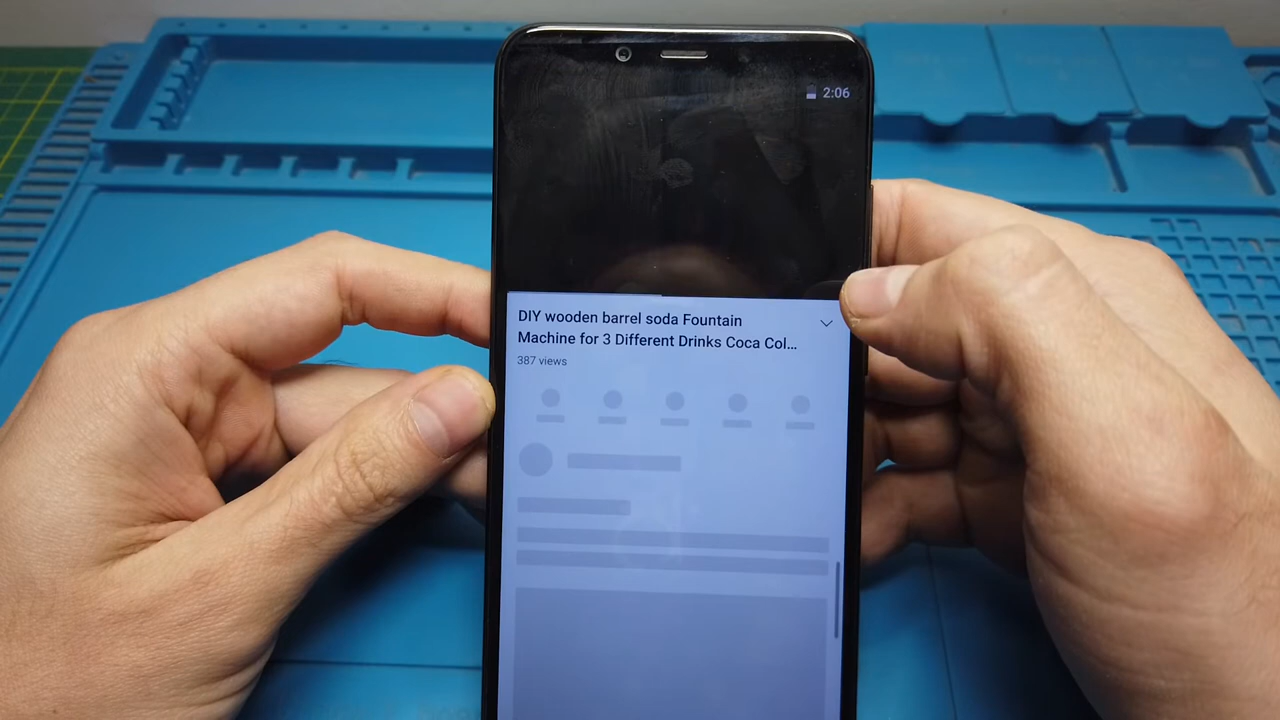 2:06
DIY wooden barrel soda Fountain
Machine for 3 Different Drinks Coca Col...
387 views